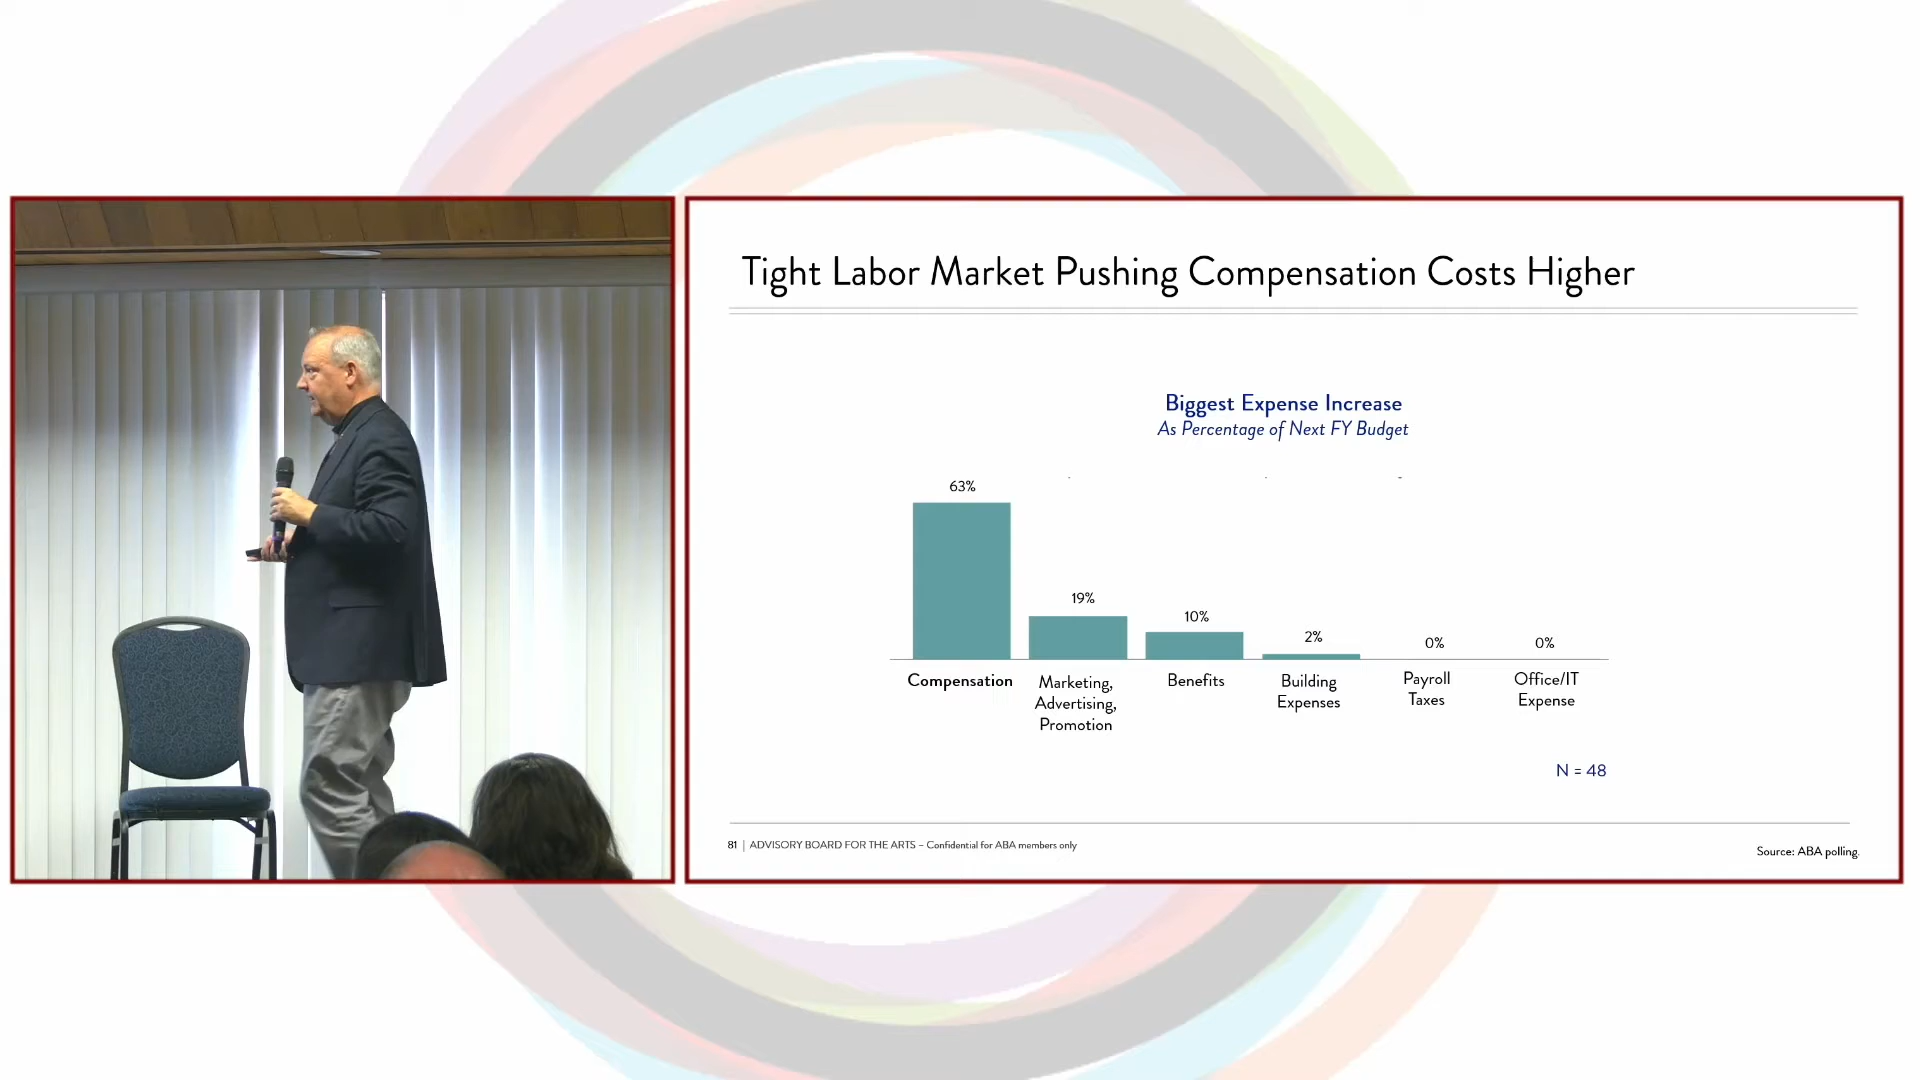 Tight Labor Market Pushing Compensation Costs Higher
Biggest Expense Increase
As Percentage of Next FY Budget
63%
19%
10%
2%
0%
0%
Compensation
Marketing,
Advertising,
Promotion
Benefits
Building
Expenses
Payroll
Taxes
Office/IT
Expense
N = 48
81 | ADVISORY BOARD FOR THE ARTS – Confidential for ABA members only
Source: ABA polling.